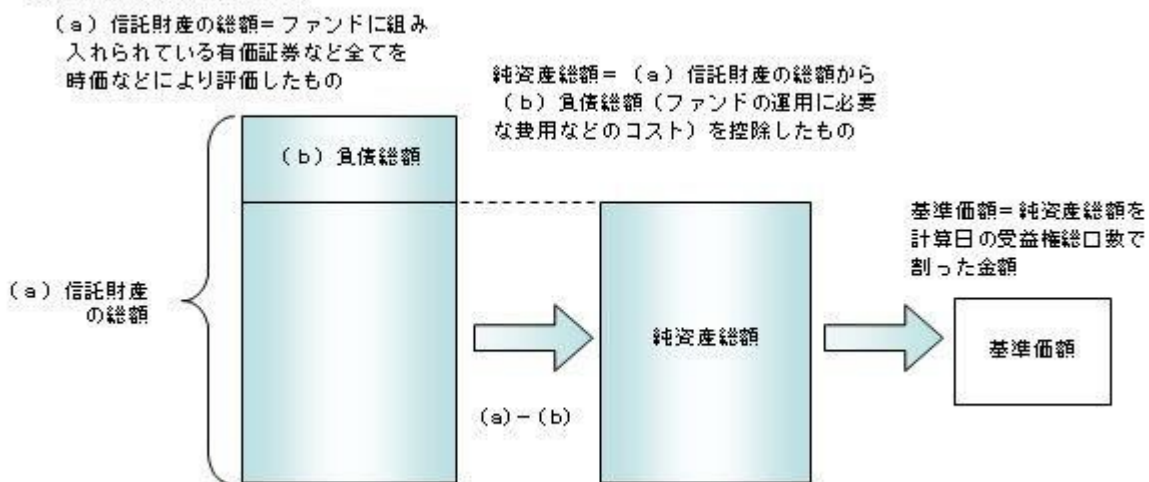 (a)信託財産の総額=ファンドに組み
入れられている有価証券など全てを
時価などにより評価したもの
純資産総額=(a)信託財産の総額から
(b)負債総額(ファンドの運用に必要
な費用などのコスト)を控除したもの
(b)負債総額
基準価額=純資産総額を
計算日の受益権総口数で
割った金額
(a)信託財産
の総額
純資産総額
基準価額
(a)-(b)